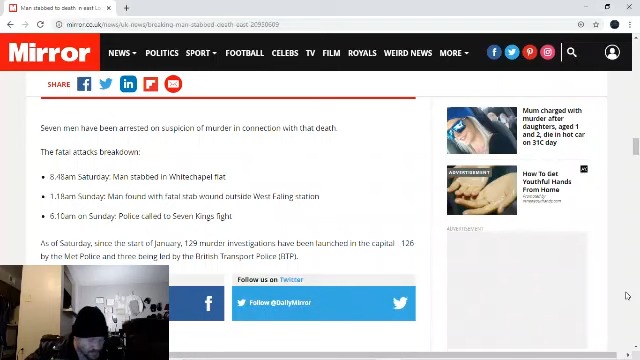 Man stabbed to death in east Lo
mirror.co.uk/news/uk-news/breaking-man-stabbed-death-east-20950609
Mirror
NEWS POLITICS SPORT FOOTBALL CELEBS TV FILM ROYALS WEIRD NEWS MORE
SHARE
Seven men have been arrested on suspicion of murder in connection with that death.
The fatal attacks breakdown:
8.48am Saturday: Man stabbed in Whitechapel flat
1.18am Sunday: Man found with fatal stab wound outside West Ealing station
6.10am on Sunday: Police called to Seven Kings fight
As of Saturday, since the start of January, 129 murder investigations have been launched in the capital 126
by the Met Police and three being led by the British Transport Police (BTP).
Follow us on Twitter
Follow @DailyMirror
Mum charged with
murder after
daughters, aged 1
and 2, die in hot car
on 31C day
ADVERTISEMENT
How To Get
Youthful Hands
From Home
ADVERTISEMENT